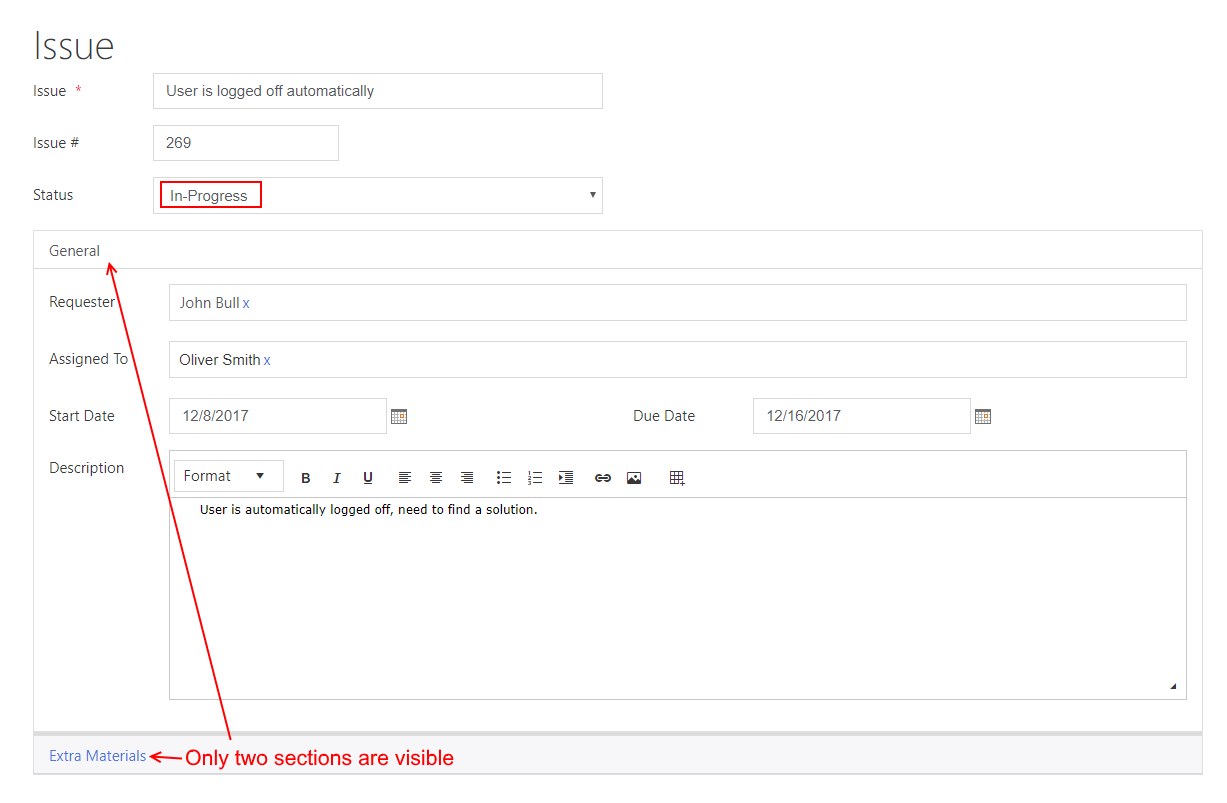 Issue
Issue * User is logged off automatically
Issue # 269
Status In-Progress
General
Requester John Bull x
Assigned To Oliver Smith x
Start Date 12/8/2017 Due Date 12/16/2017
Description Format B I U
User is automatically logged off, need to find a solution.
Extra Materials Only two sections are visible